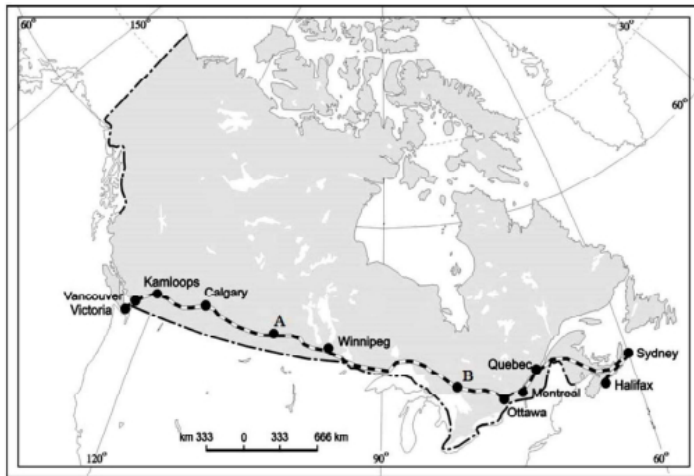 60°
150°
30°
60°
Kamloops
Vancouver
Calgary
Victoria
A
Winnipeg
B
Quebec
Sydney
Montreal
Halifax
Ottawa
km 333 0 333 666 km
120°
90°
60°